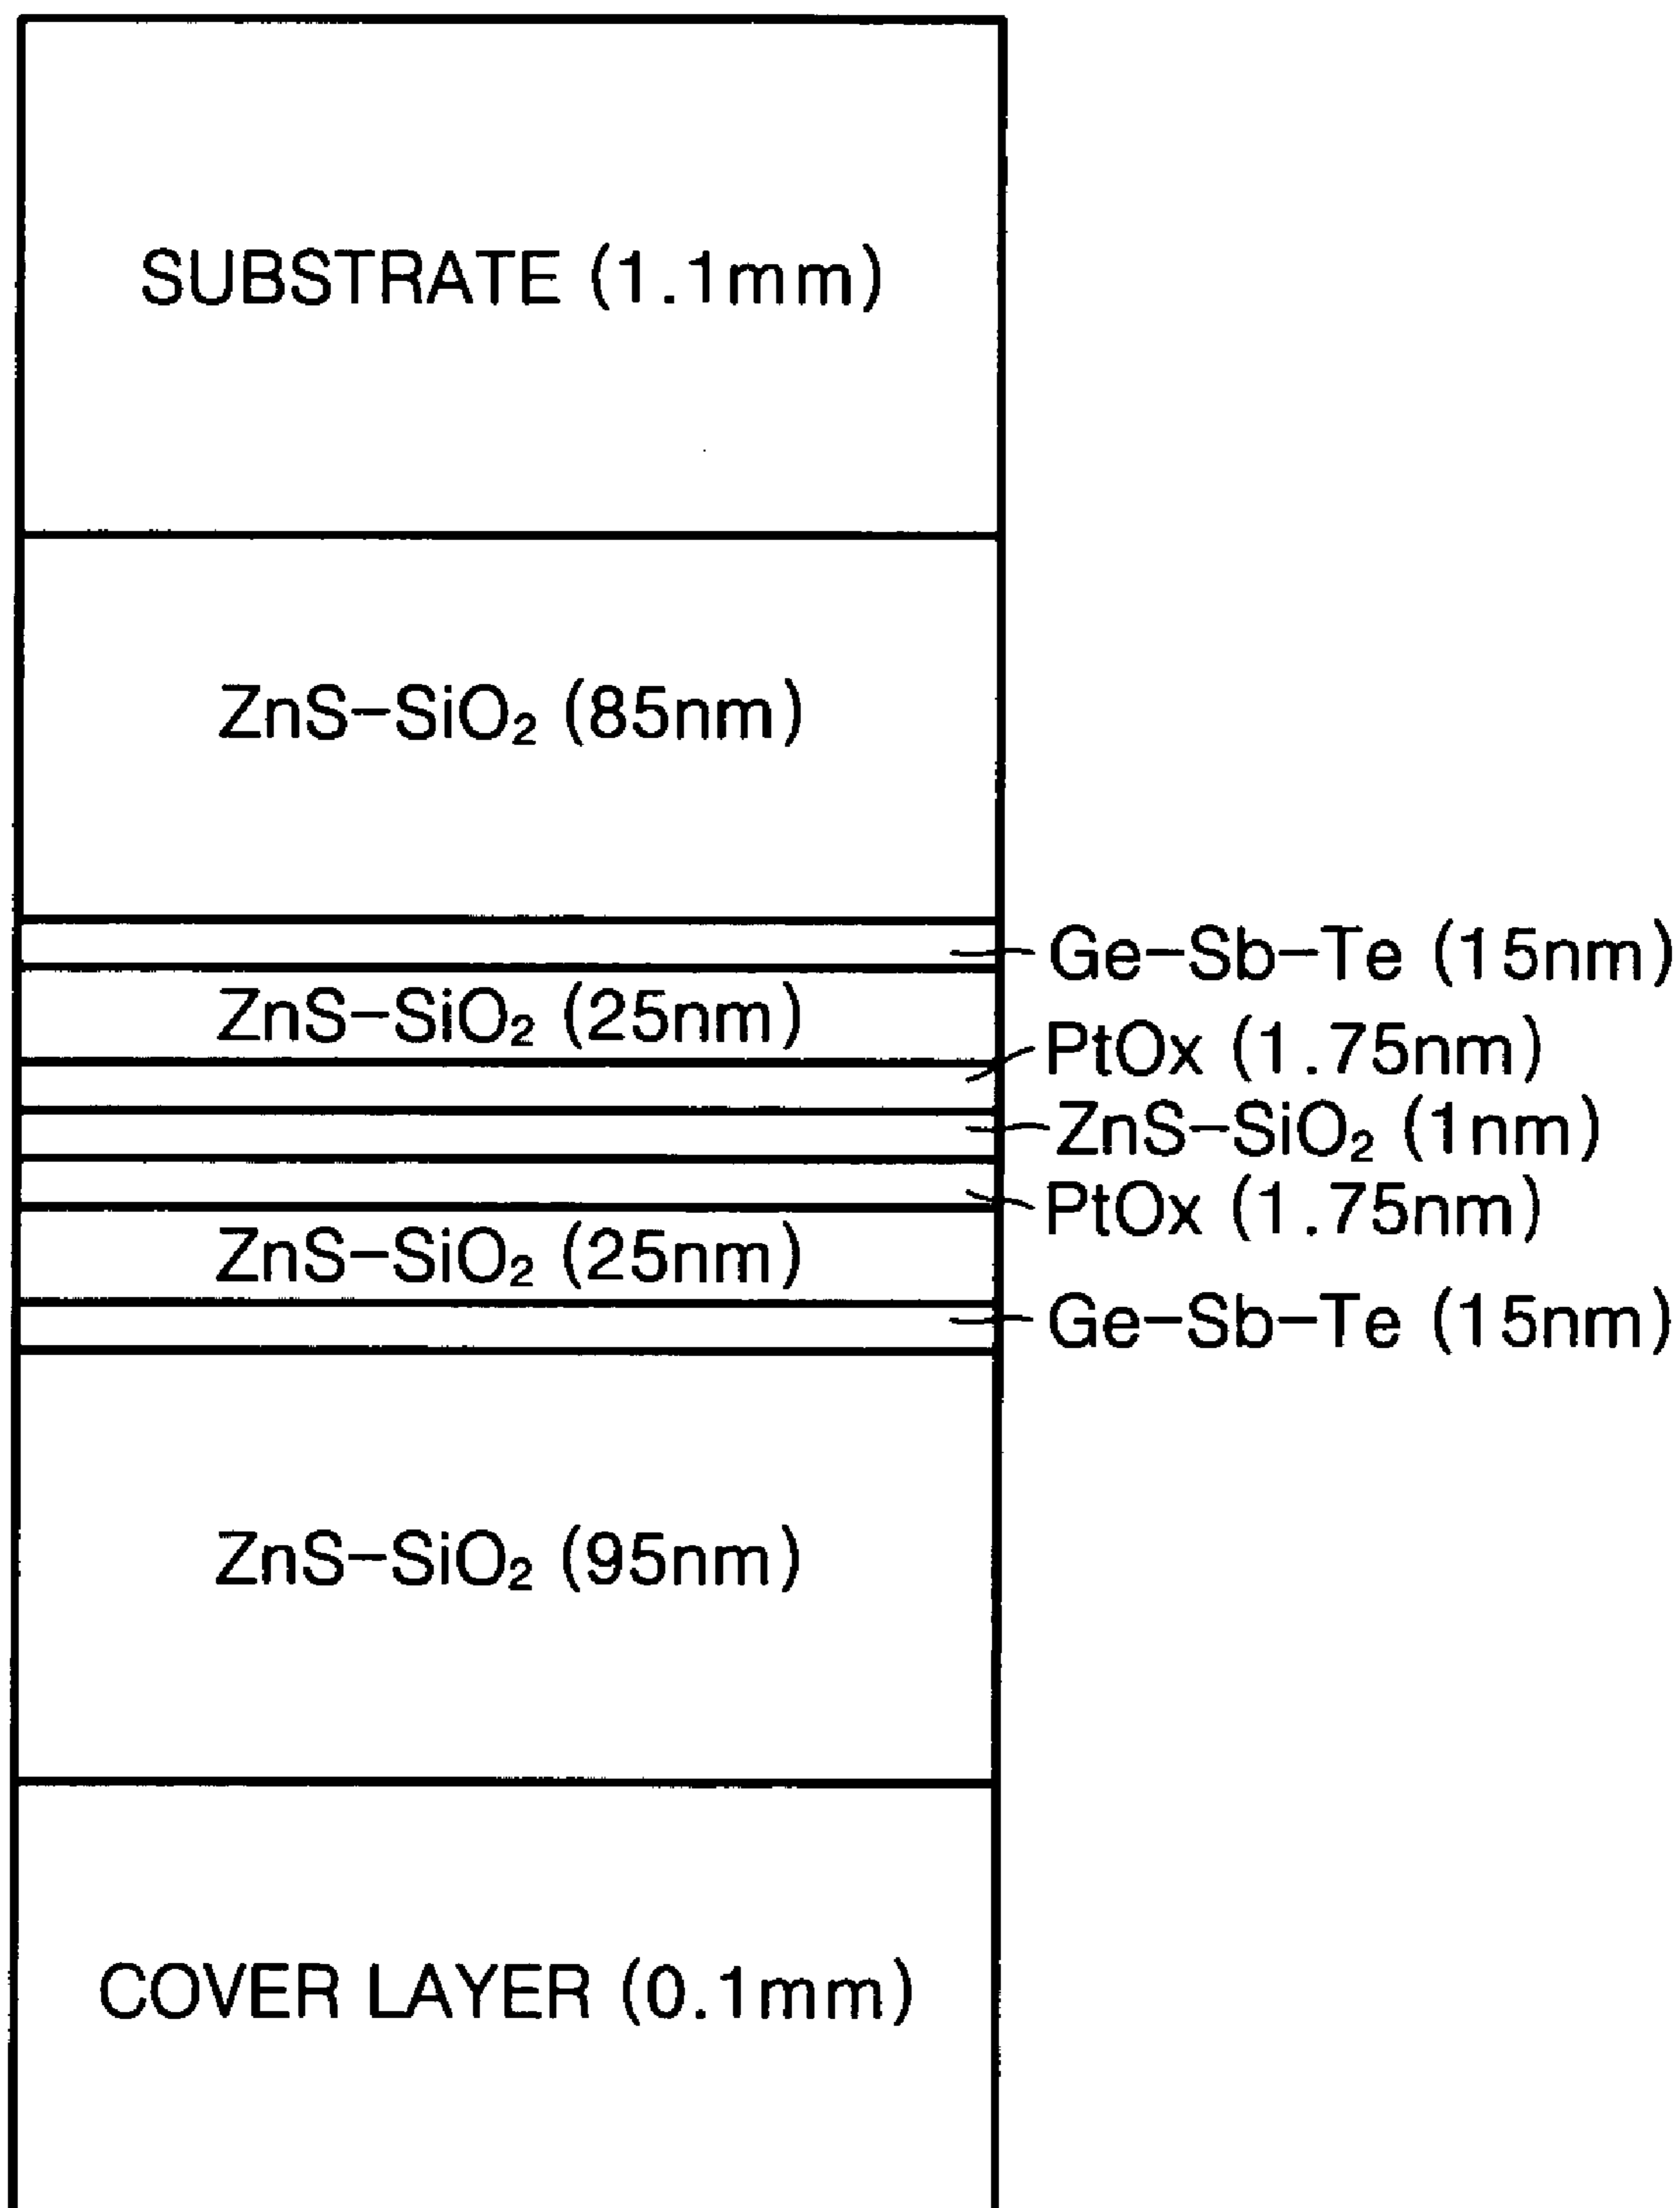 SUBSTRATE (1.1mm)
ZnS-SiO₂ (85nm)
Ge-Sb-Te (15nm)
ZnS-SiO₂ (25nm)
PtOx (1.75nm)
ZnS-SiO₂ (1nm)
PtOx (1.75nm)
ZnS-SiO₂ (25nm)
Ge-Sb-Te (15nm)
ZnS-SiO₂ (95nm)
COVER LAYER (0.1mm)